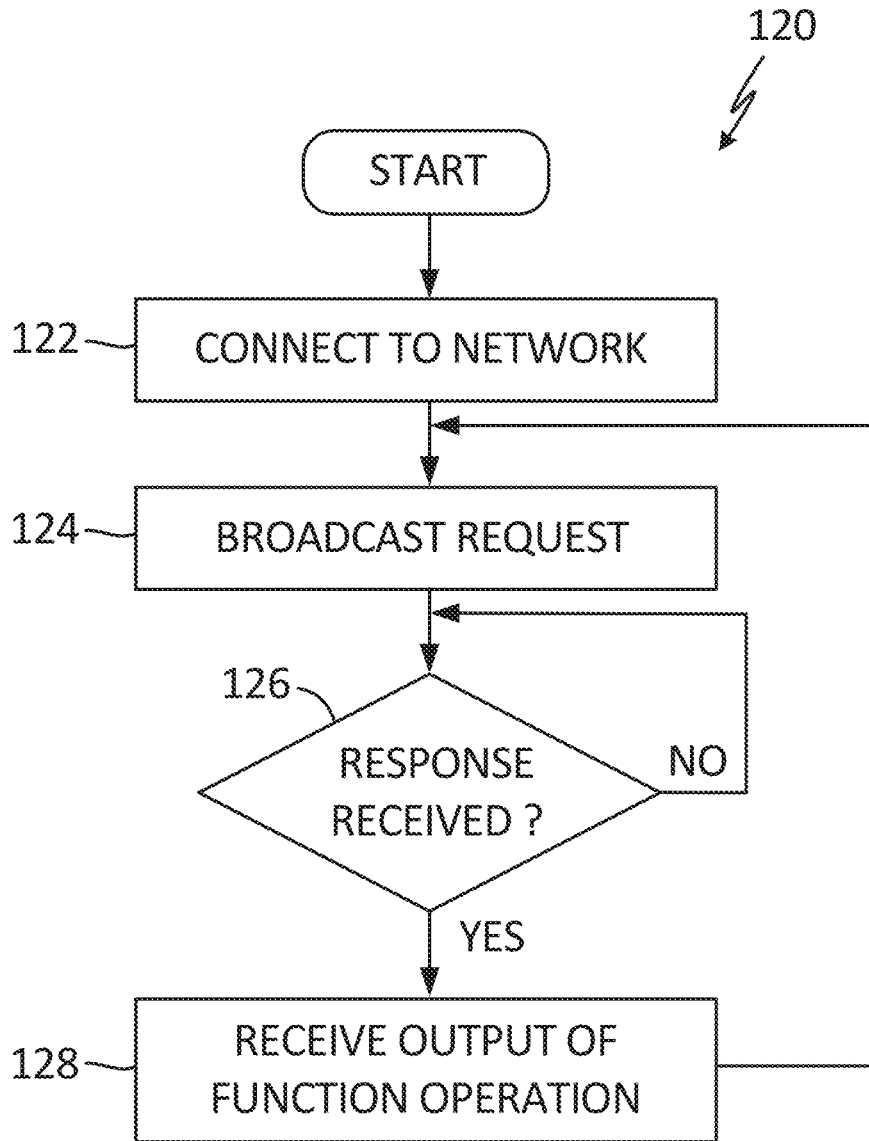 120
START
122
CONNECT TO NETWORK
124
BROADCAST REQUEST
126
RESPONSE
RECEIVED ?
NO
YES
128
RECEIVE OUTPUT OF
FUNCTION OPERATION